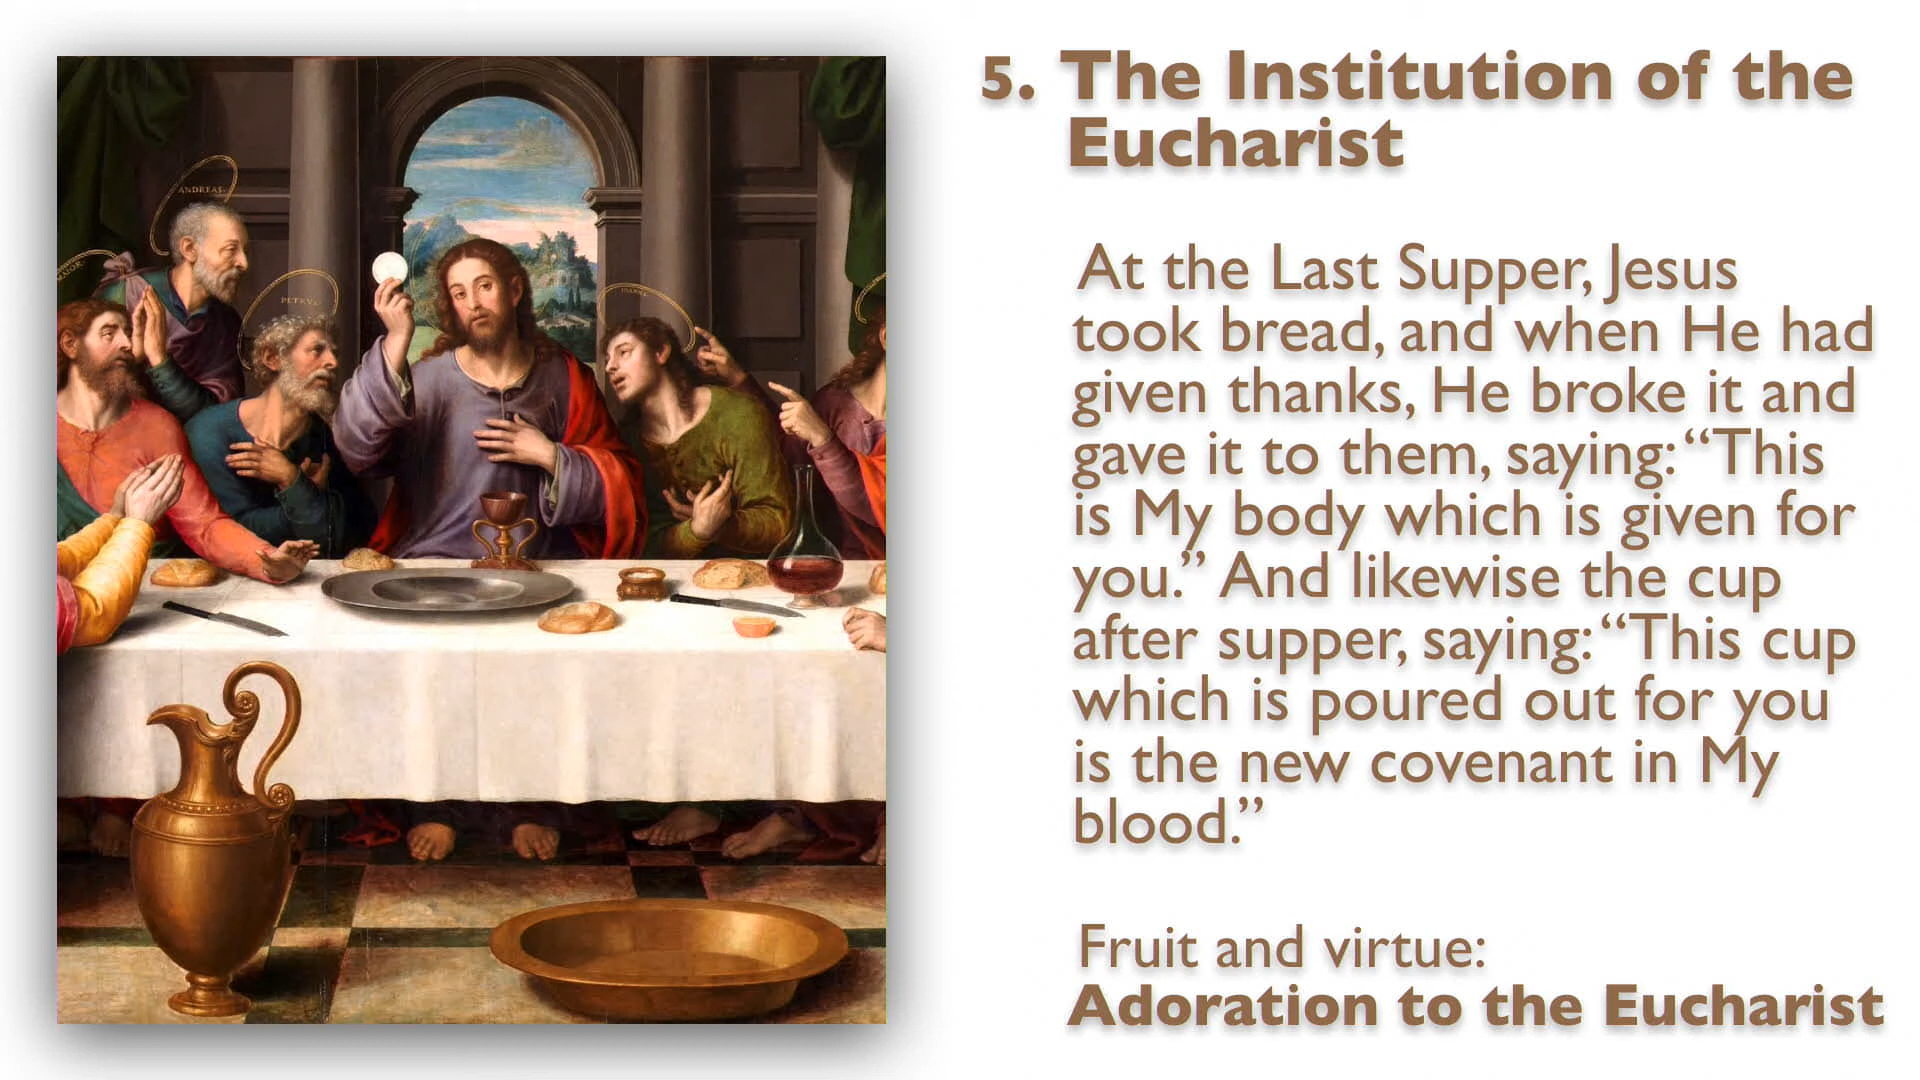 ANDREAS
MAIOR
PETRVS
5. The Institution of the
Eucharist
At the Last Supper, Jesus
took bread, and when He had
given thanks, He broke it and
gave it to them, saying: “This
is My body which is given for
you.” And likewise the cup
after supper, saying: “This cup
which is poured out for you
is the new covenant in My
blood.”
Fruit and virtue:
Adoration to the Eucharist